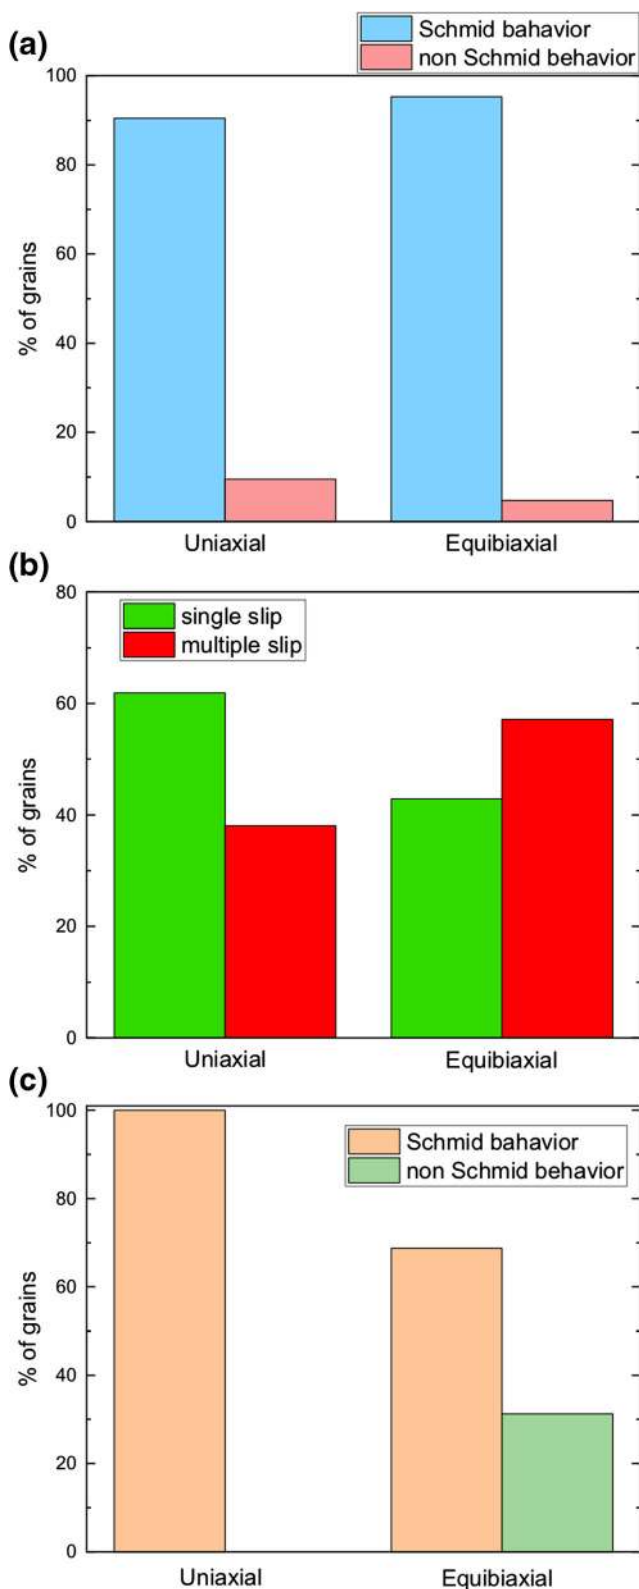 (a)
Schmid bahavior
non Schmid behavior
100
80
60
40
20
0
% of grains
Uniaxial
Equibiaxial
(b)
single slip
multiple slip
80
60
40
20
0
% of grains
Uniaxial
Equibiaxial
(c)
Schmid bahavior
non Schmid behavior
100
80
60
40
20
0
% of grains
Uniaxial
Equibiaxial